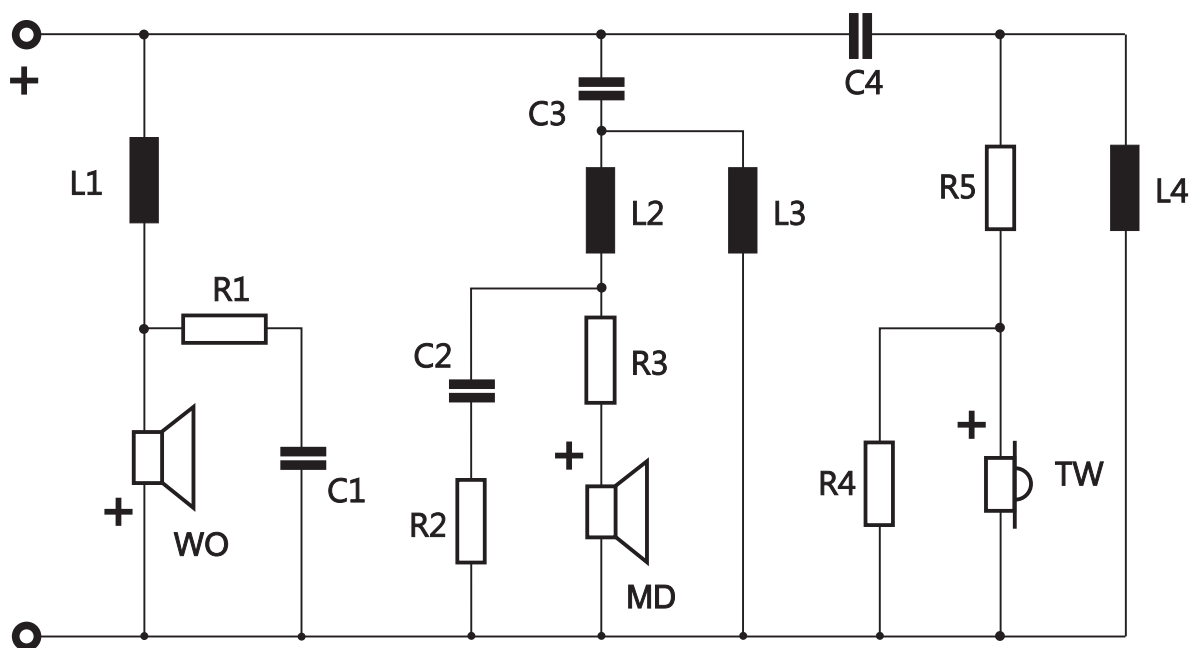 +
C4
C3
L1
L2
L3
R5
L4
R1
C2
R3
+
+
C1
R4
TW
+
R2
WO
MD